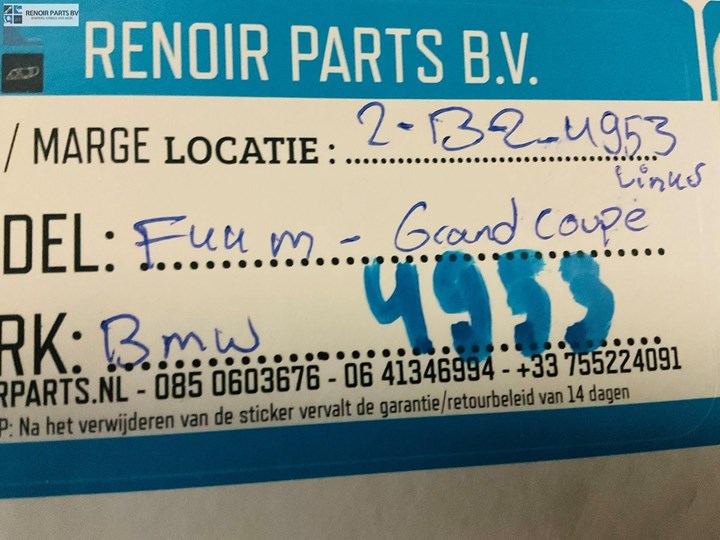 RENOIR PARTS BV
RENOIR PARTS B.V.
/ MARGE LOCATIE: 2-B2-4953
Links
DEL: F44 m - Grand coupe
4953
RK: Bmw
RPARTS.NL - 085 0603676 - 06 41346994 - +33 755224091
P: Na het verwijderen van de sticker vervalt de garantie/retourbeleid van 14 dagen